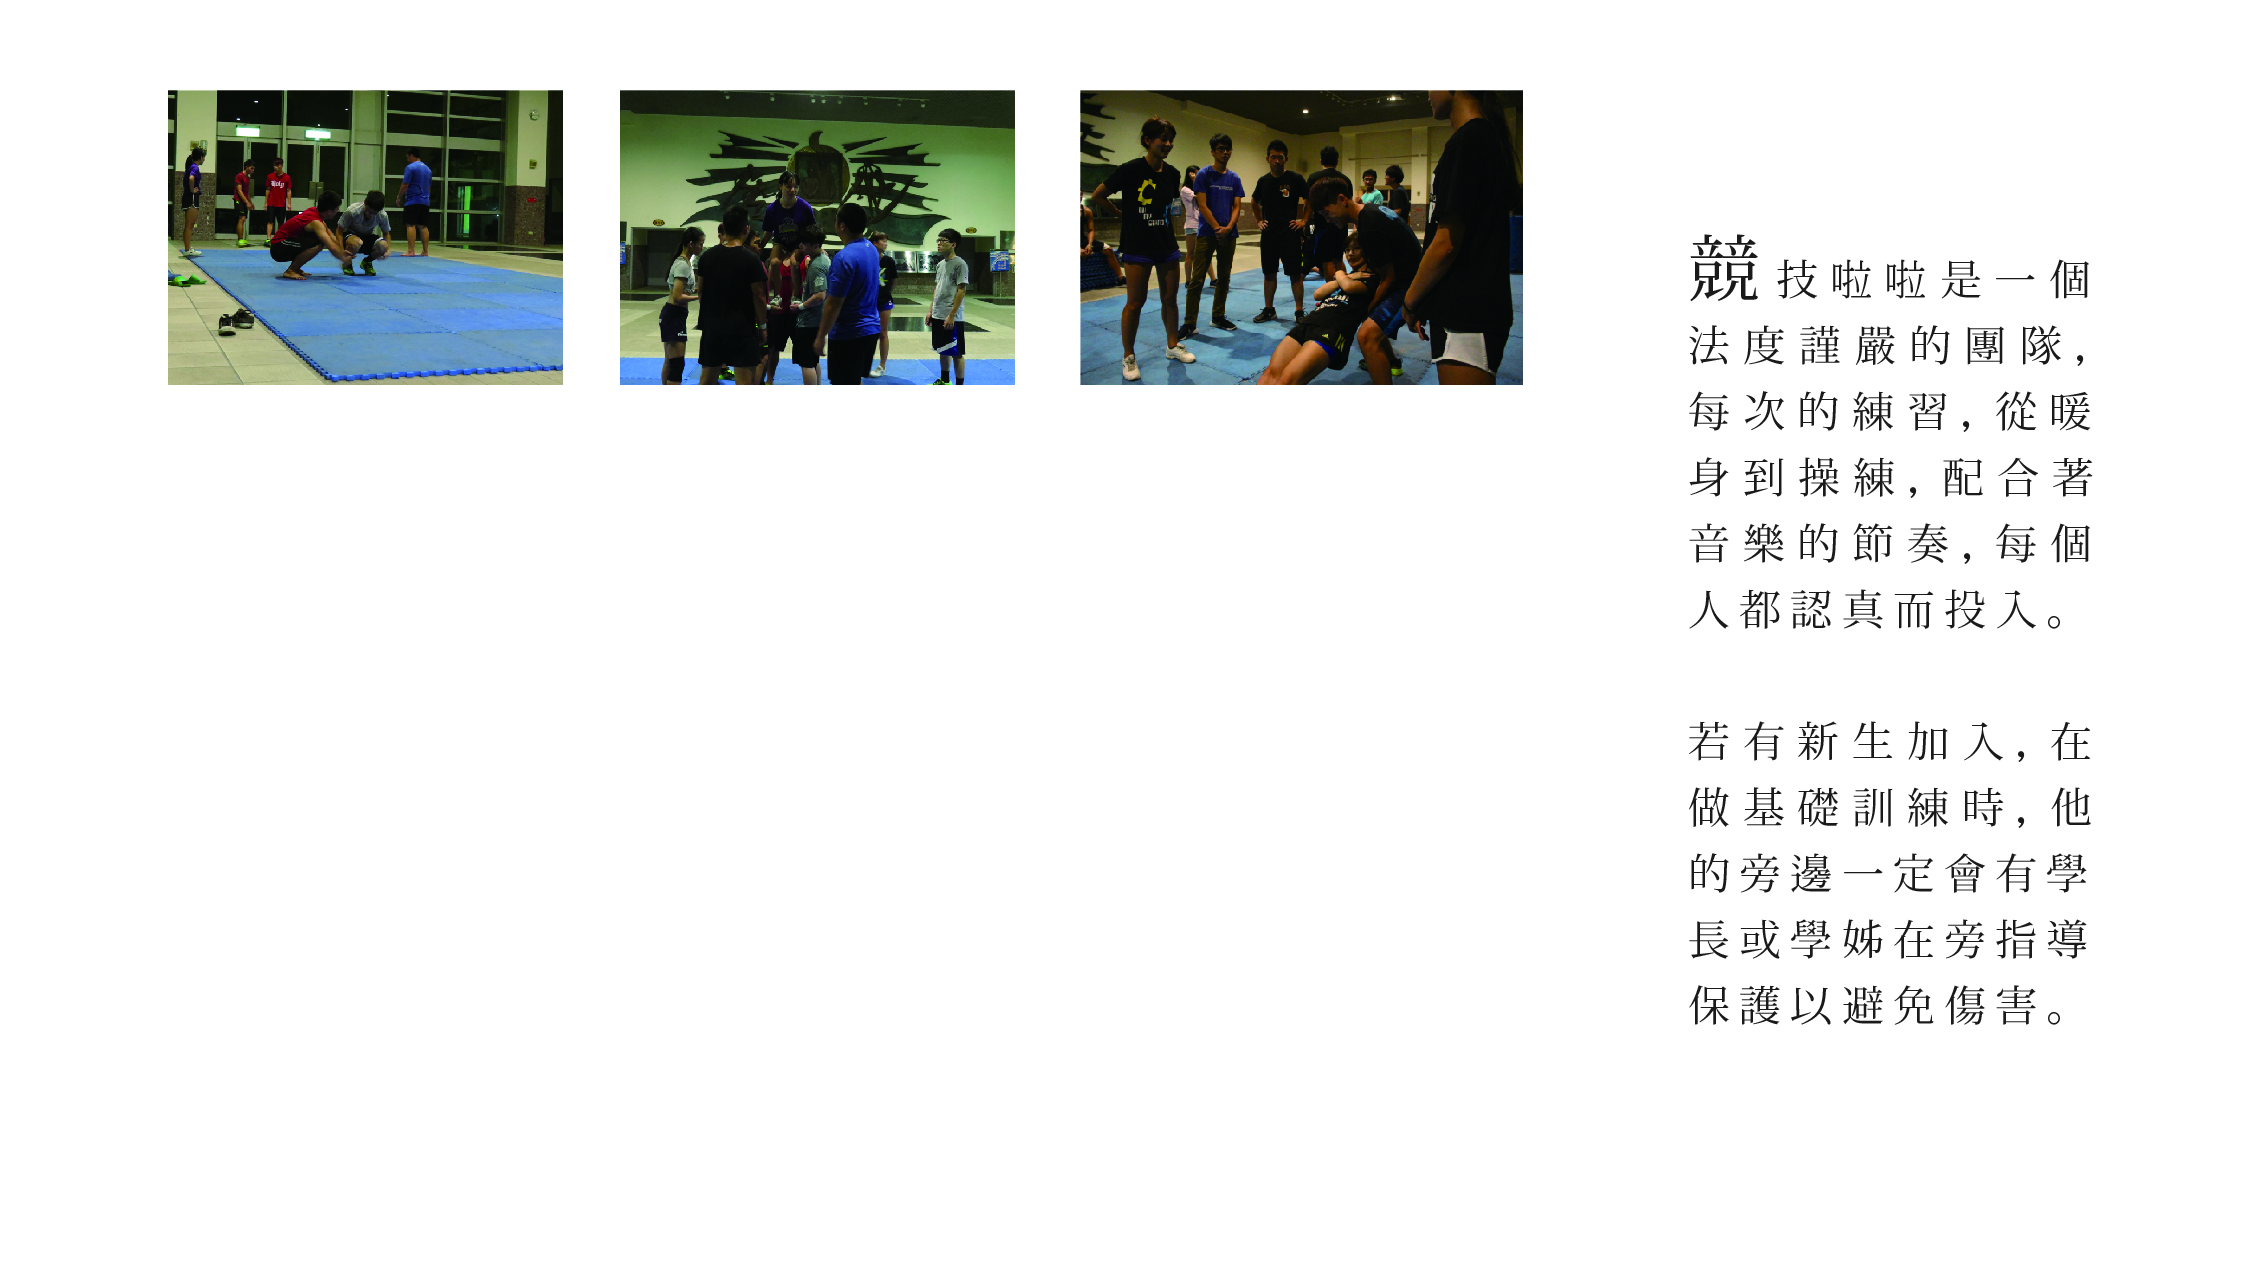 競技啦啦是一個
法度謹嚴的團隊，
每次的練習，從暖
身到操練，配合著
音樂的節奏，每個
人都認真而投入。
若有新生加入，在
做基礎訓練時，他
的旁邊一定會有學
長或學姊在旁指導
保護以避免傷害。